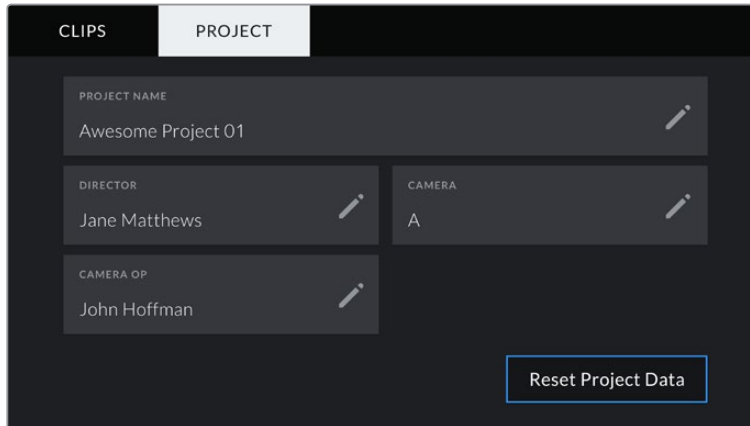 CLIPS PROJECT
PROJECT NAME
Awesome Project 01
DIRECTOR
Jane Matthews
CAMERA
A
CAMERA OP
John Hoffman
Reset Project Data